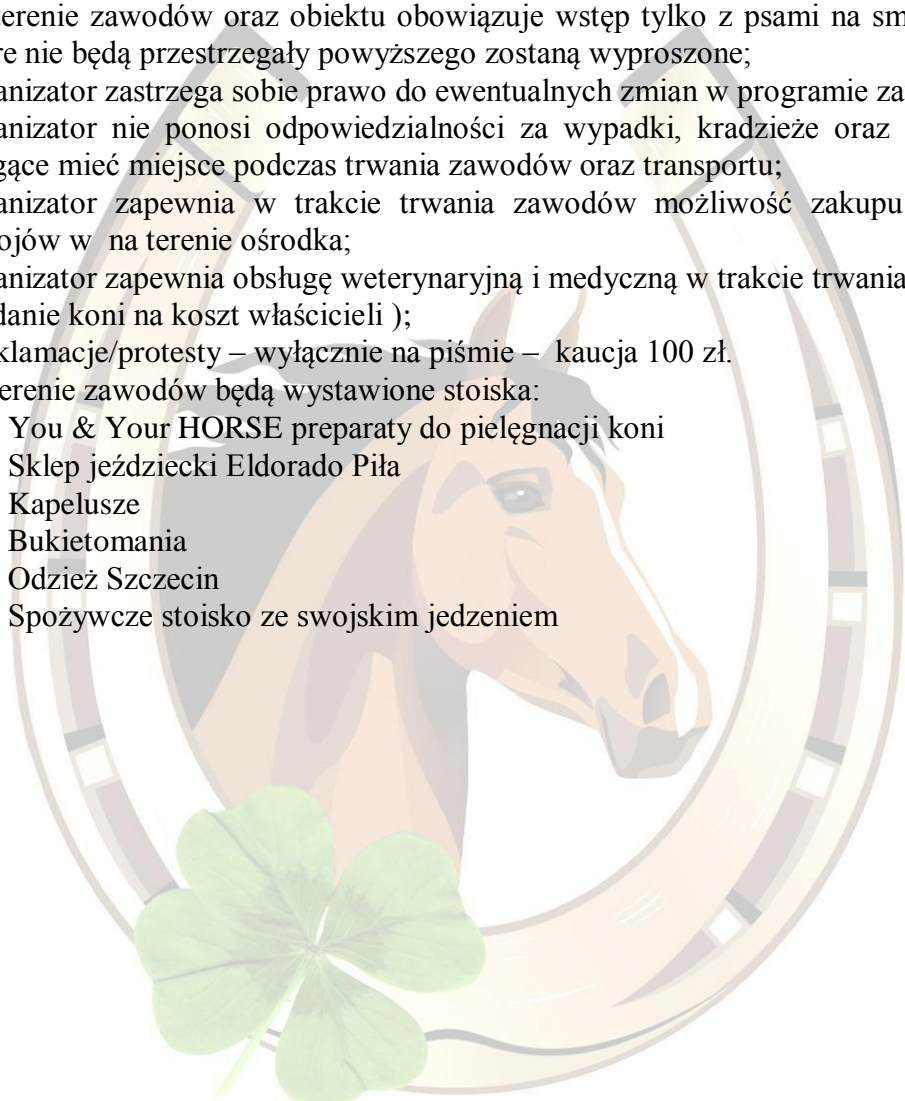 terenie zawodów oraz obiektu obowiązuje wstęp tylko z psami na sm
re nie będą przestrzegały powyższego zostaną wyproszone;
anizator zastrzega sobie prawo do ewentualnych zmian w programie za
anizator nie ponosi odpowiedzialności za wypadki, kradzieże oraz
gące mieć miejsce podczas trwania zawodów oraz transportu;
anizator zapewnia w trakcie trwania zawodów możliwość zakupu
ojów w na terenie ośrodka;
anizator zapewnia obsługę weterynaryjną i medyczną w trakcie trwania
danie koni na koszt właścicieli );
klamacje/protesty – wyłącznie na piśmie – kaucja 100 zł.
erenie zawodów będą wystawione stoiska:
You & Your HORSE preparaty do pielęgnacji koni
Sklep jeździecki Eldorado Piła
Kapelusze
Bukietomania
Odzież Szczecin
Spożywcze stoisko ze swojskim jedzeniem